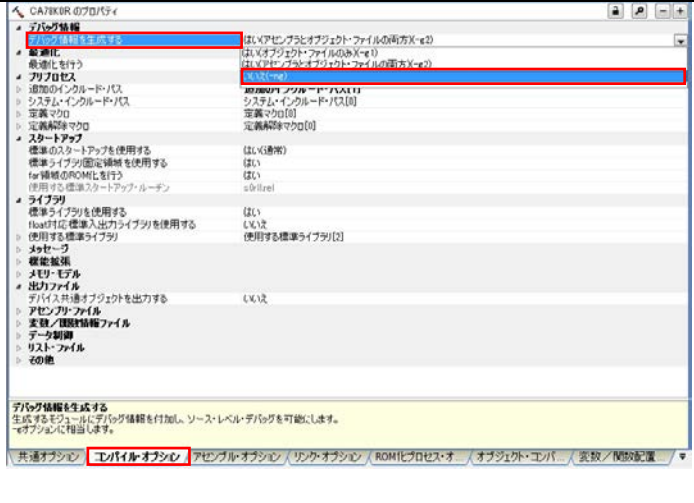 CA78K0R のプロパティ
デバッグ情報
デバッグ情報を生成する はい(アセンブラとオブジェクト・ファイルの両方)(-g2)
最適化 はい(オブジェクト・ファイルのみ)(-g1)
最適化を行う はい(アセンブラとオブジェクト・ファイルの両方)(-g2)
プリプロセス いいえ(-ng)
追加のインクルード・パス 追加のインクルード・パス[1]
システム・インクルード・パス システム・インクルード・パス[0]
定義マクロ 定義マクロ[0]
定義解除マクロ 定義解除マクロ[0]
スタートアップ
標準のスタートアップを使用する はい(通常)
標準ライブラリ固定領域を使用する はい
far領域のROM化を行う はい
使用する標準スタートアップ・ルーチン s0rllrel
ライブラリ
標準ライブラリを使用する はい
float対応標準入出力ライブラリを使用する いいえ
使用する標準ライブラリ 使用する標準ライブラリ[2]
メッセージ
機能拡張
メモリ・モデル
出力ファイル
デバイス共通オブジェクトを出力する いいえ
アセンブリ・ファイル
変数/関数情報ファイル
データ制御
リスト・ファイル
その他
デバッグ情報を生成する
生成するモジュールにデバッグ情報を付加し、ソース・レベル・デバッグを可能にします。
-gオプションに相当します。
共通オプション コンパイル・オプション アセンブル・オプション リンク・オプション ROM化プロセス・オ... オブジェクト・コンバ... 変数/関数配置...